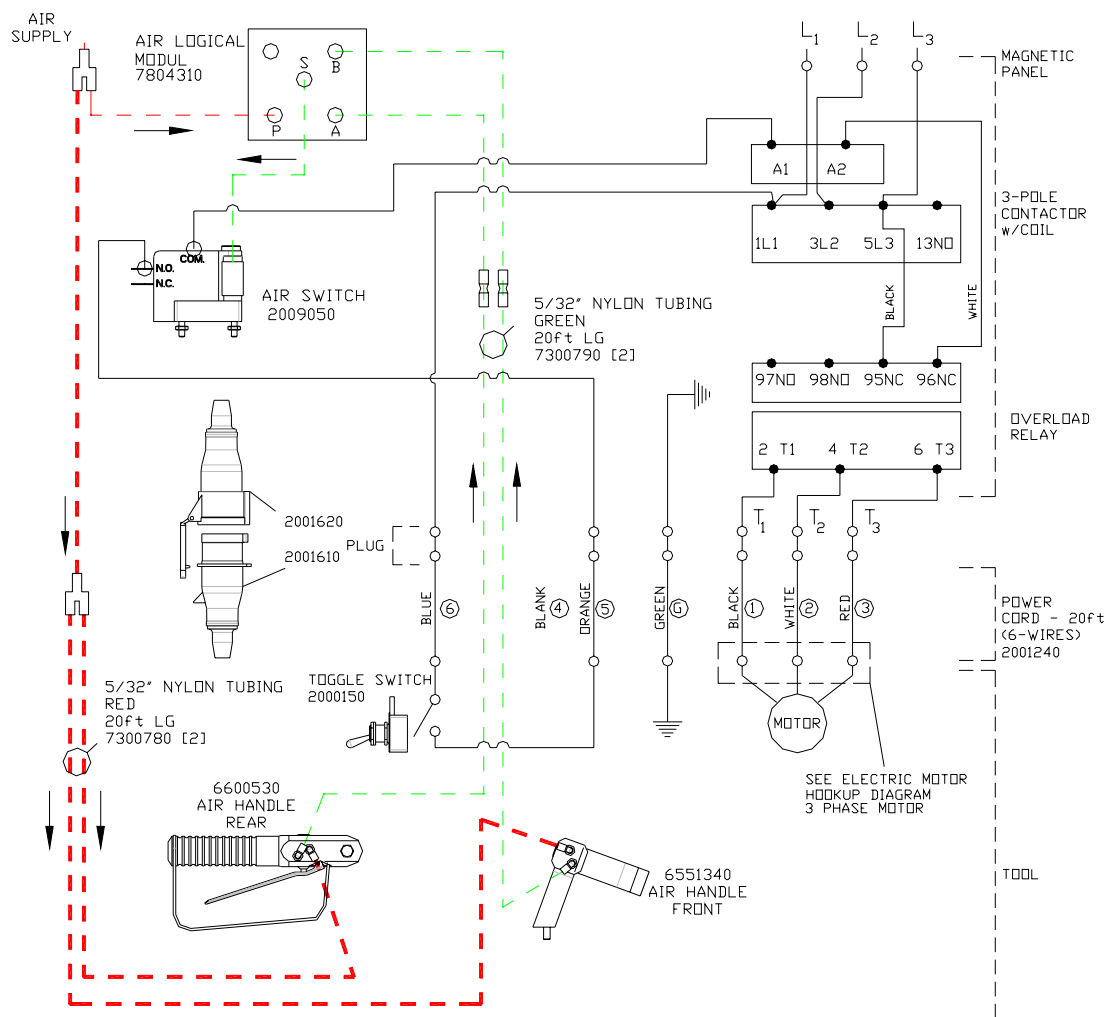 AIR
SUPPLY
AIR LOGICAL
MODUL
7804310
S
B
P
A
L1
L2
L3
MAGNETIC
PANEL
A1
A2
3-POLE
CONTACTOR
w/COIL
1L1
3L2
5L3
13NO
COM.
N.O.
N.C.
AIR SWITCH
2009050
5/32" NYLON TUBING
GREEN
20ft LG
7300790 [2]
BLACK
WHITE
97NO
98NO
95NC
96NC
OVERLOAD
RELAY
2 T1
4 T2
6 T3
2001620
2001610
PLUG
T1
T2
T3
BLUE
6
BLANK
4
ORANGE
5
GREEN
G
BLACK
1
WHITE
2
RED
3
POWER
CORD - 20ft
(6-WIRES)
2001240
5/32" NYLON TUBING
RED
20ft LG
7300780 [2]
TOGGLE SWITCH
2000150
MOTOR
SEE ELECTRIC MOTOR
HOOKUP DIAGRAM
3 PHASE MOTOR
6600530
AIR HANDLE
REAR
6551340
AIR HANDLE
FRONT
TOOL